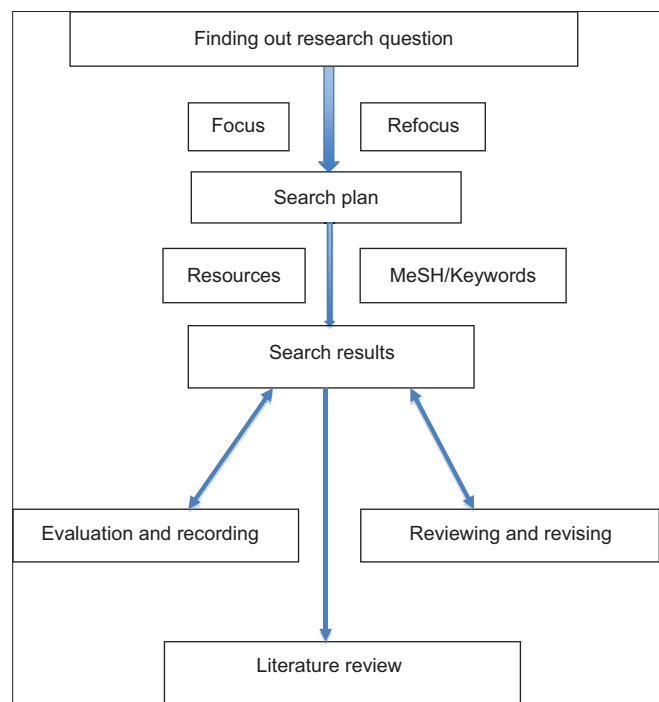 Finding out research question
Focus
Refocus
Search plan
Resources
MeSH/Keywords
Search results
Evaluation and recording
Reviewing and revising
Literature review